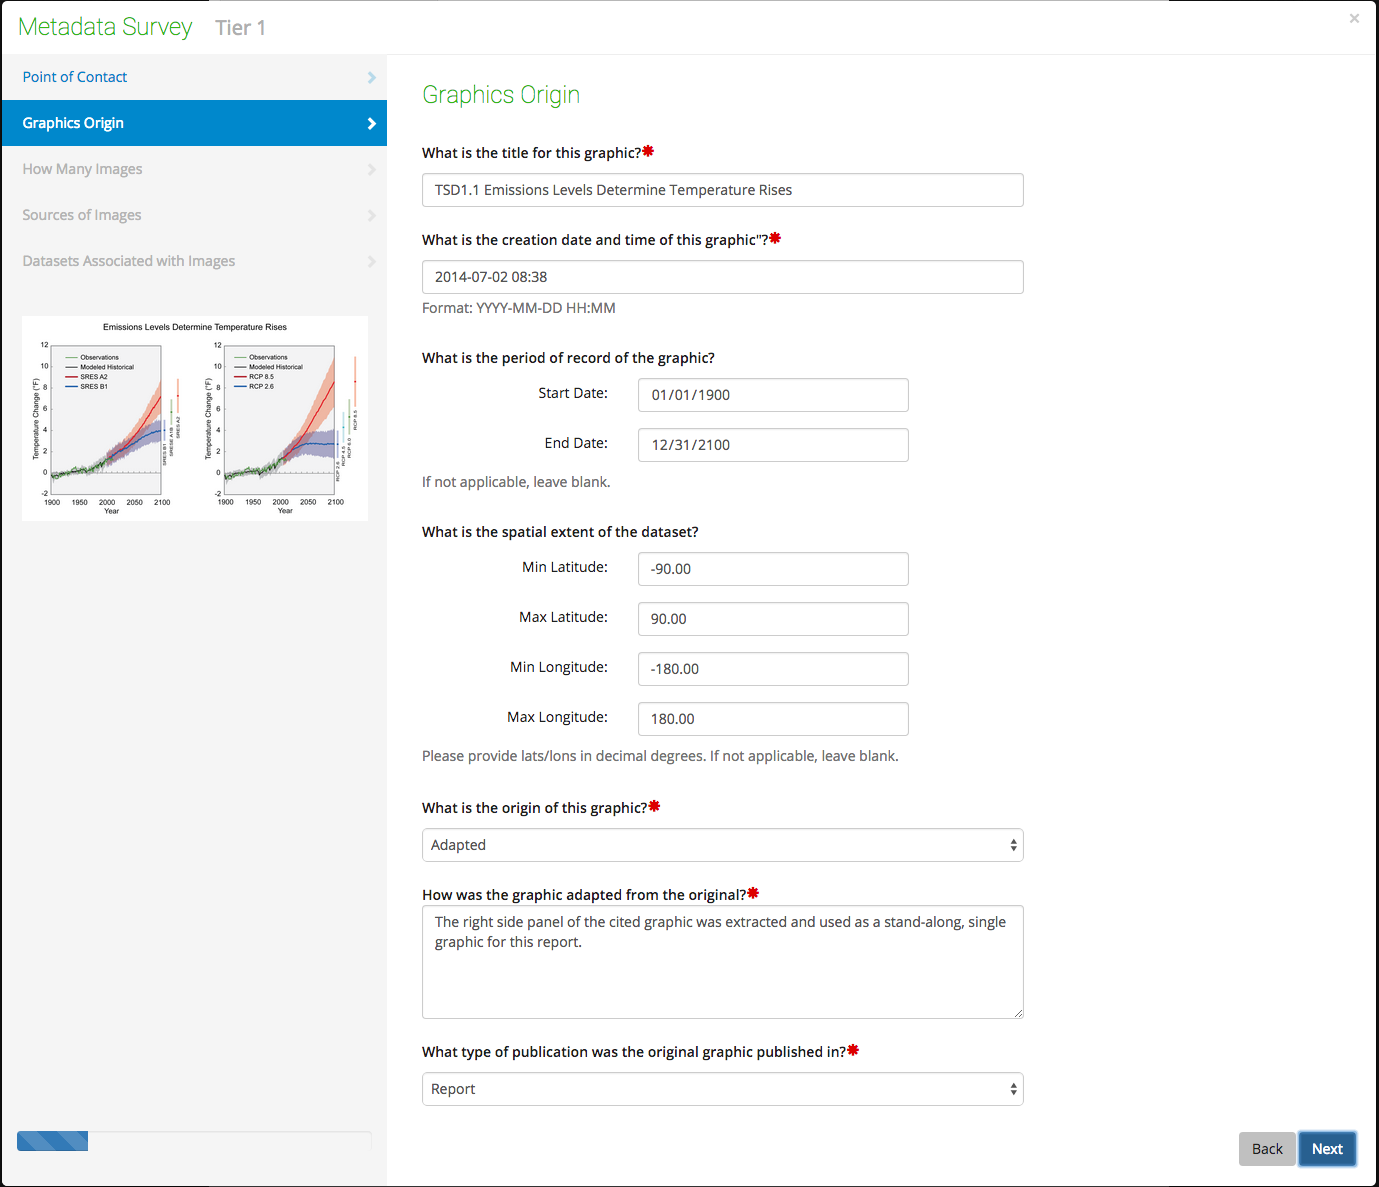 Metadata Survey Tier 1
×
Point of Contact
Graphics Origin
How Many Images
Sources of Images
Datasets Associated with Images
Emissions Levels Determine Temperature Rises
12
10
8
6
4
2
0
-2
Temperature Change (°F)
Observations
Modeled Historical
SRES A2
SRES B1
SRES B1
SRESE A1B
SRES A2
1900 1950 2000 2050 2100
Year
12
10
8
6
4
2
0
-2
Temperature Change (°F)
Observations
Modeled Historical
RCP 8.5
RCP 2.6
RCP 2.6
RCP 4.5
RCP 6.0
RCP 8.5
1900 1950 2000 2050 2100
Year
Graphics Origin
What is the title for this graphic?
TSD1.1 Emissions Levels Determine Temperature Rises
What is the creation date and time of this graphic"?
2014-07-02 08:38
Format: YYYY-MM-DD HH:MM
What is the period of record of the graphic?
Start Date: 01/01/1900
End Date: 12/31/2100
If not applicable, leave blank.
What is the spatial extent of the dataset?
Min Latitude: -90.00
Max Latitude: 90.00
Min Longitude: -180.00
Max Longitude: 180.00
Please provide lats/lons in decimal degrees. If not applicable, leave blank.
What is the origin of this graphic?
Adapted
How was the graphic adapted from the original?
The right side panel of the cited graphic was extracted and used as a stand-along, single
graphic for this report.
What type of publication was the original graphic published in?
Report
Back Next